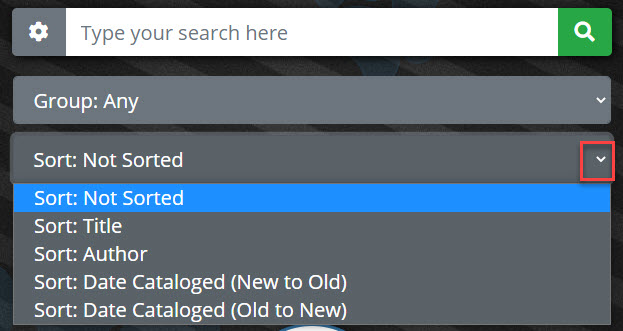 Type your search here
Group: Any
Sort: Not Sorted
Sort: Not Sorted
Sort: Title
Sort: Author
Sort: Date Cataloged (New to Old)
Sort: Date Cataloged (Old to New)